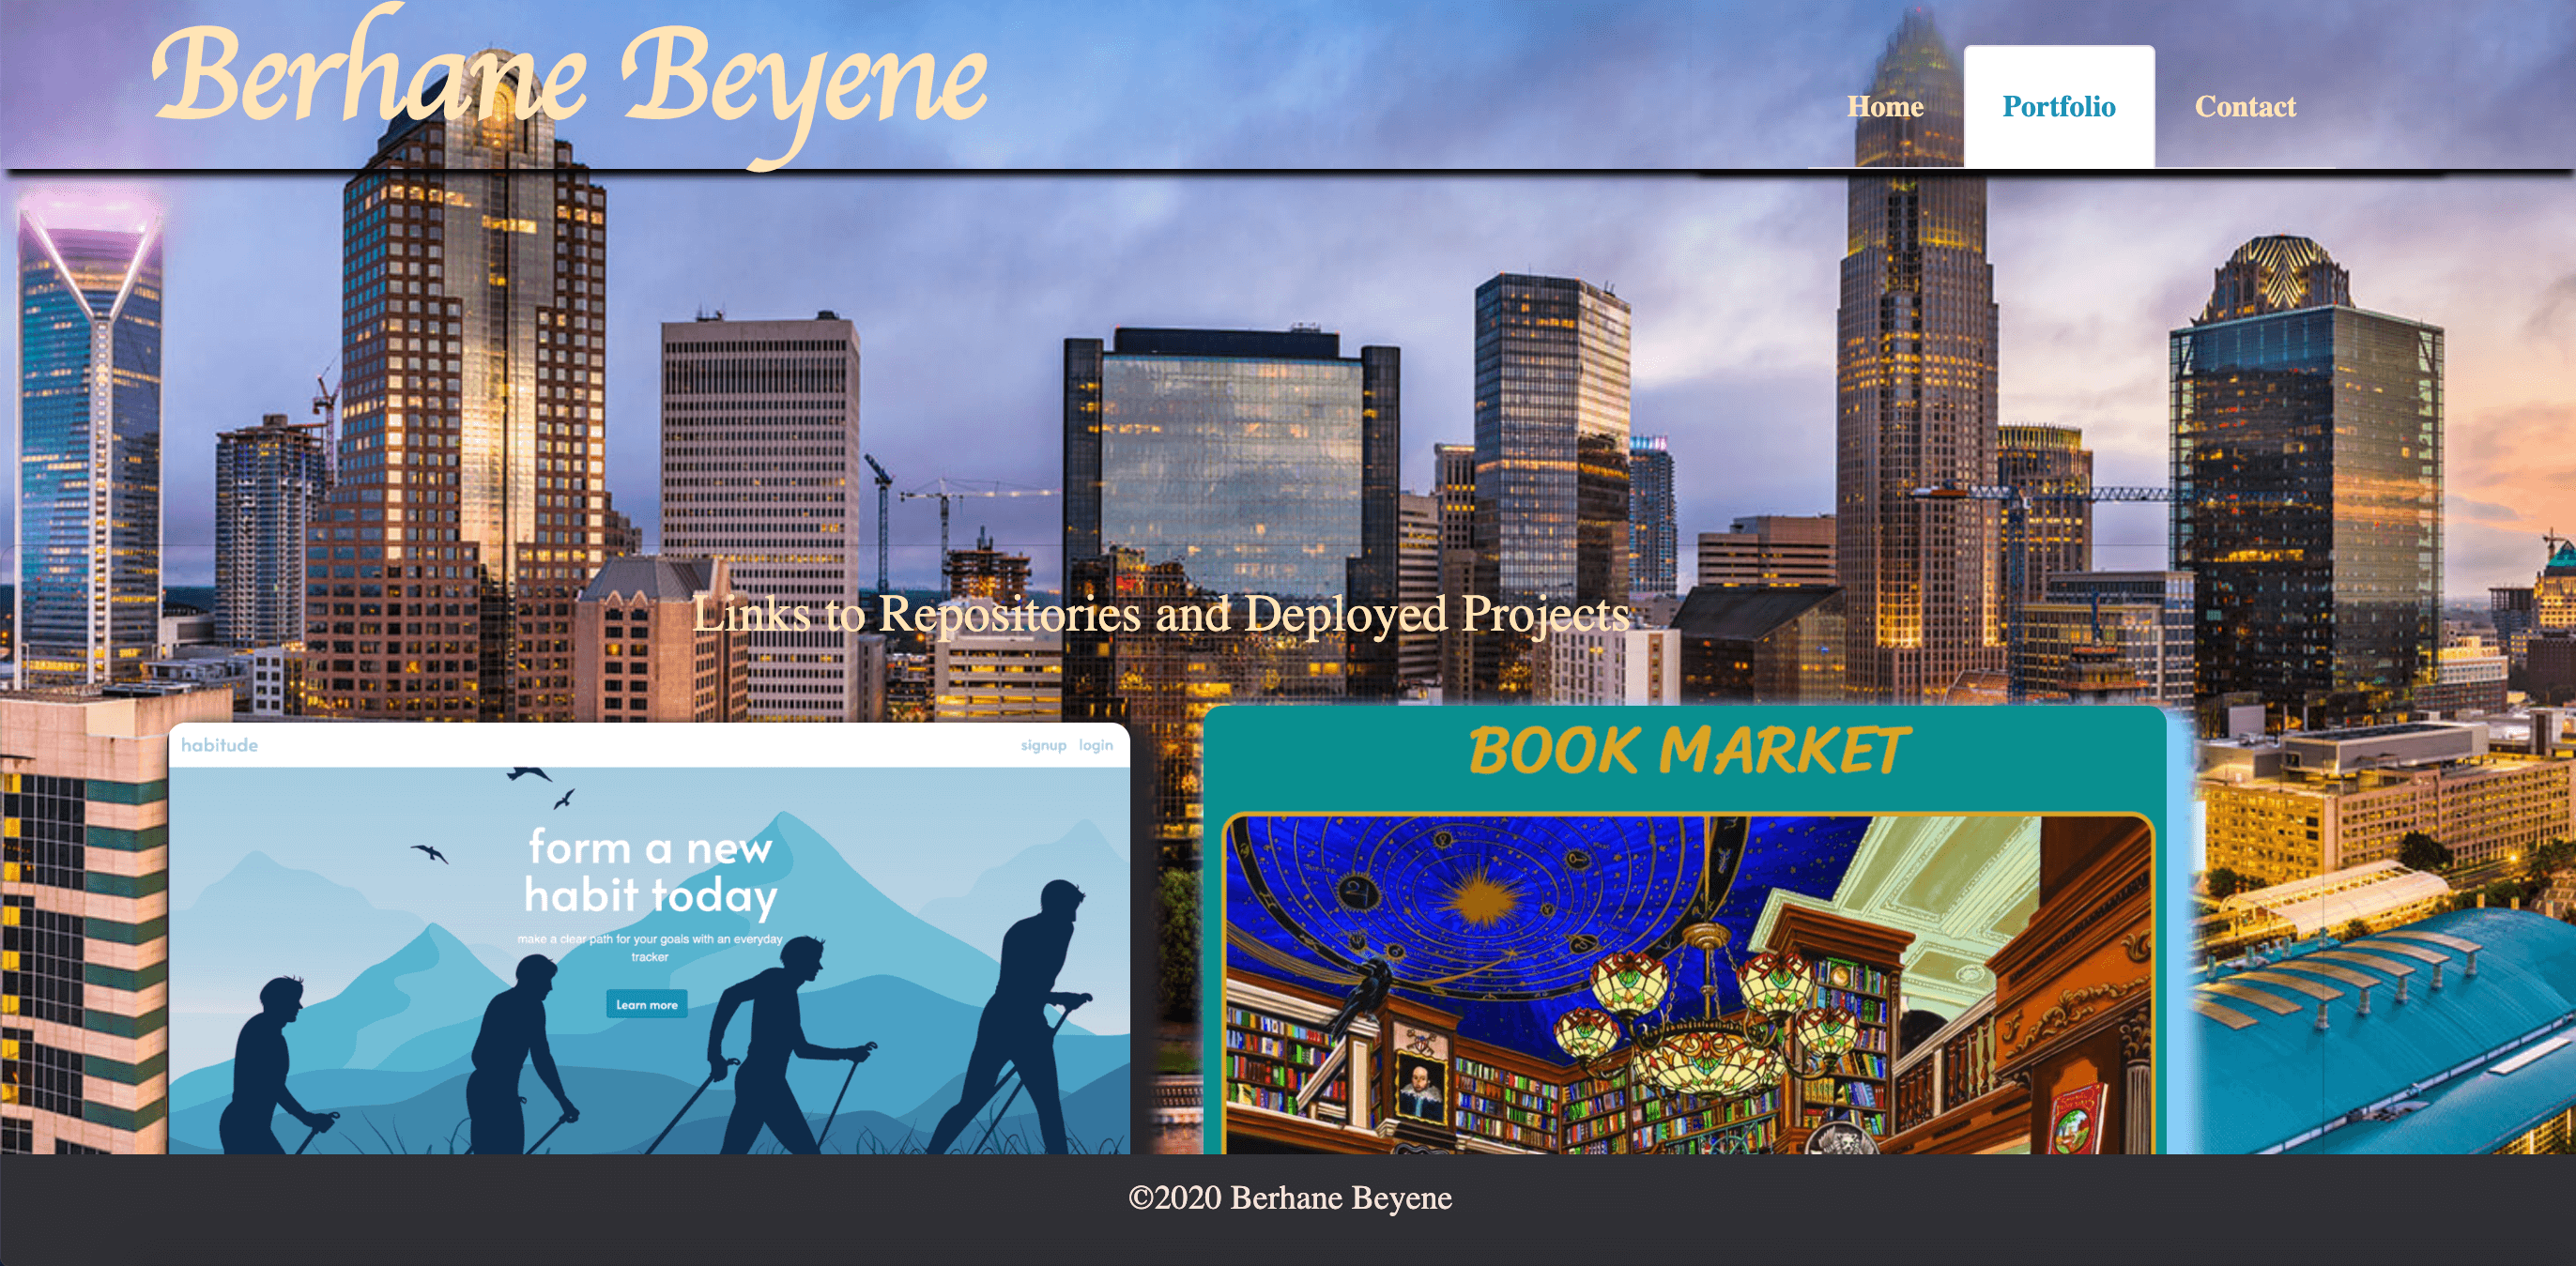 Berhane Beyene
Home Portfolio Contact
Links to Repositories and Deployed Projects
habitude signup login
form a new
habit today
make a clear path for your goals with an everyday
tracker
Learn more
BOOK MARKET
©2020 Berhane Beyene